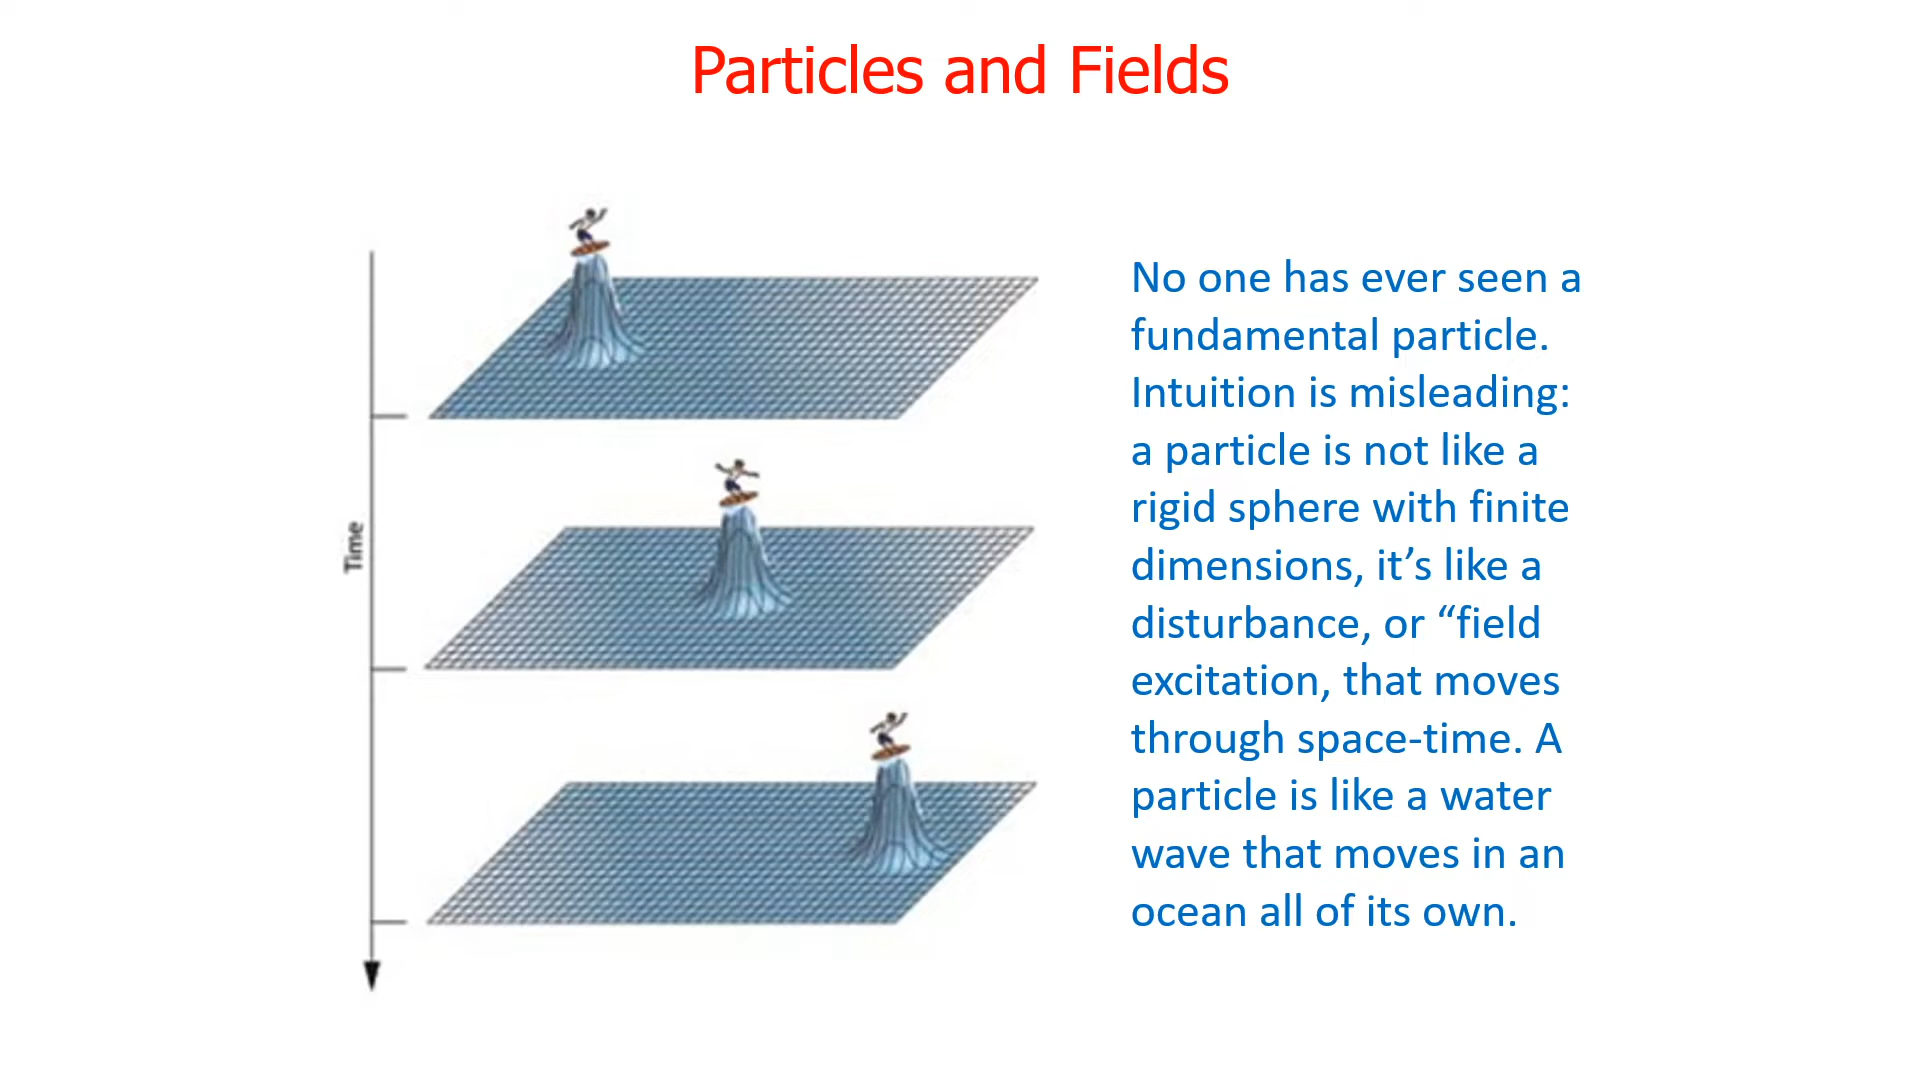 Particles and Fields
Time
No one has ever seen a
fundamental particle.
Intuition is misleading:
a particle is not like a
rigid sphere with finite
dimensions, it’s like a
disturbance, or “field
excitation, that moves
through space-time. A
particle is like a water
wave that moves in an
ocean all of its own.